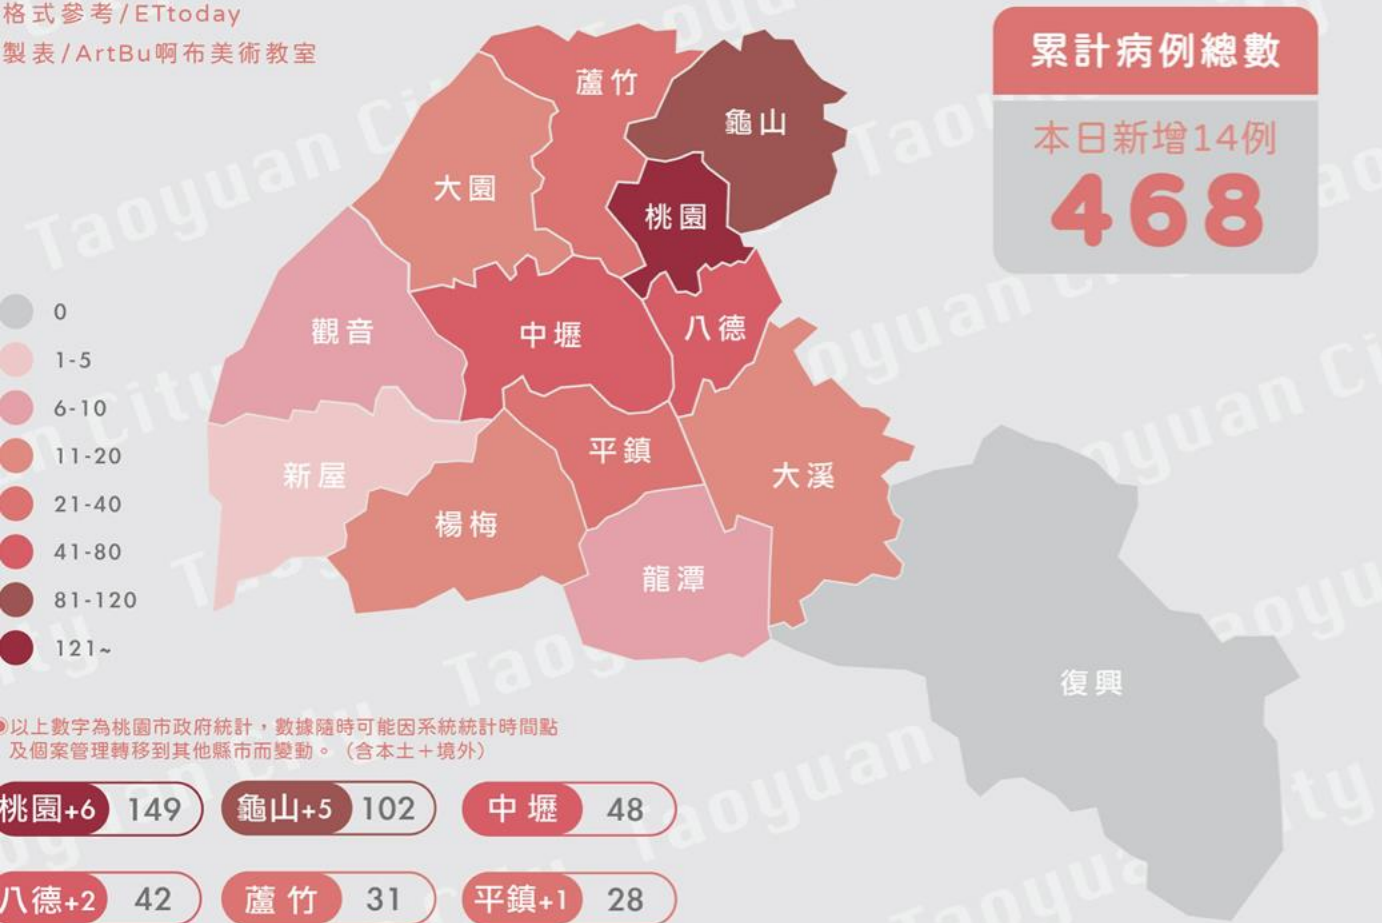 格式參考/ETtoday
製表/ArtBu啊布美術教室
累計病例總數
本日新增14例
468
蘆竹
龜山
大園
桃園
觀音
中壢
八德
新屋
平鎮
大溪
楊梅
龍潭
復興
0
1-5
6-10
11-20
21-40
41-80
81-120
121~
◉以上數字為桃園市政府統計，數據隨時可能因系統統計時間點
及個案管理轉移到其他縣市而變動。（含本土＋境外）
桃園+6 149 龜山+5 102 中壢 48
八德+2 42 蘆竹 31 平鎮+1 28
Taoyuan City